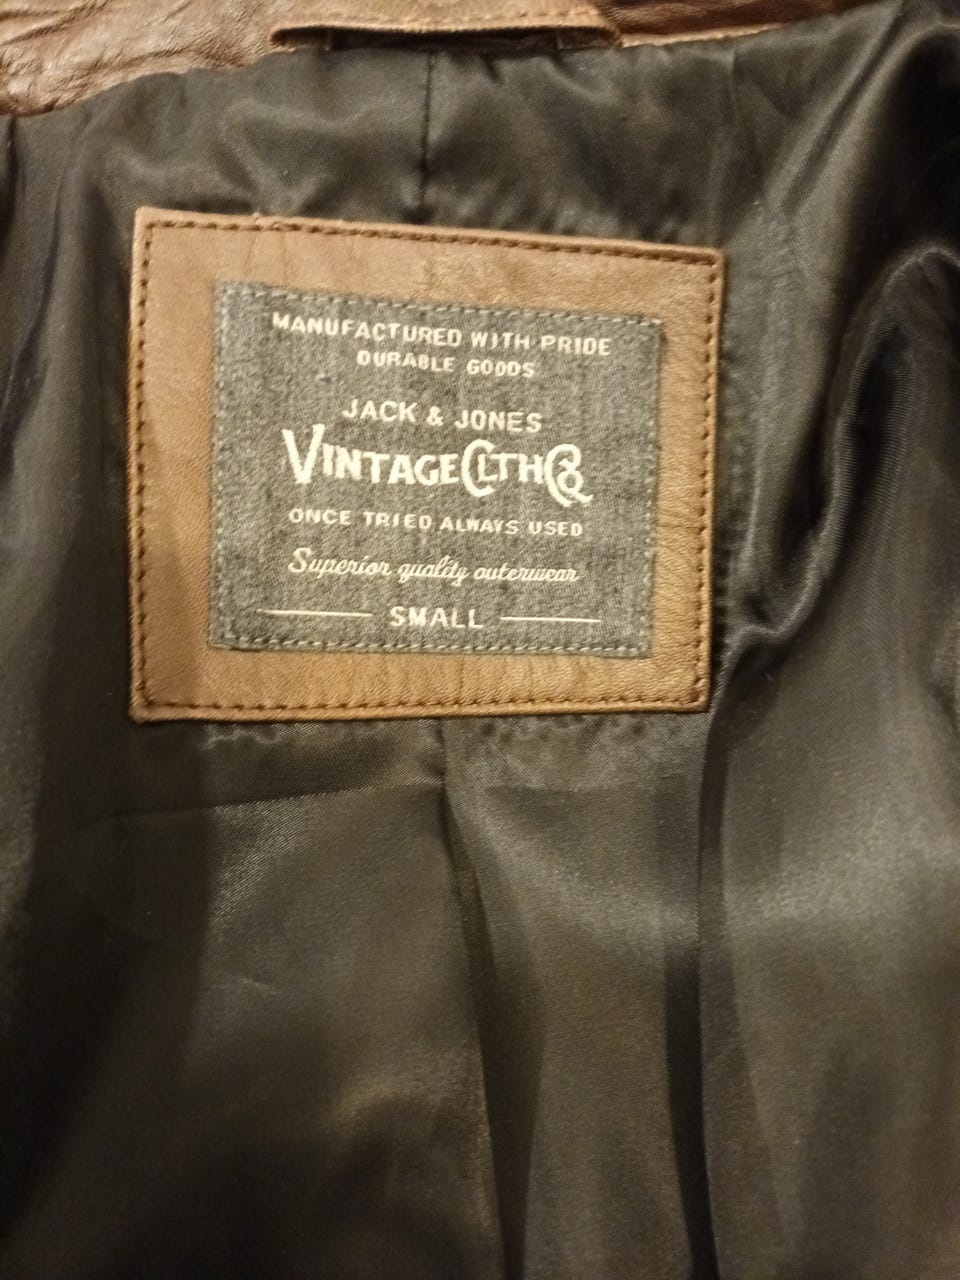 MANUFACTURED WITH PRIDE
DURABLE GOODS
JACK & JONES
VINTAGE CLTH Co
ONCE TRIED ALWAYS USED
Superior quality outerwear
SMALL